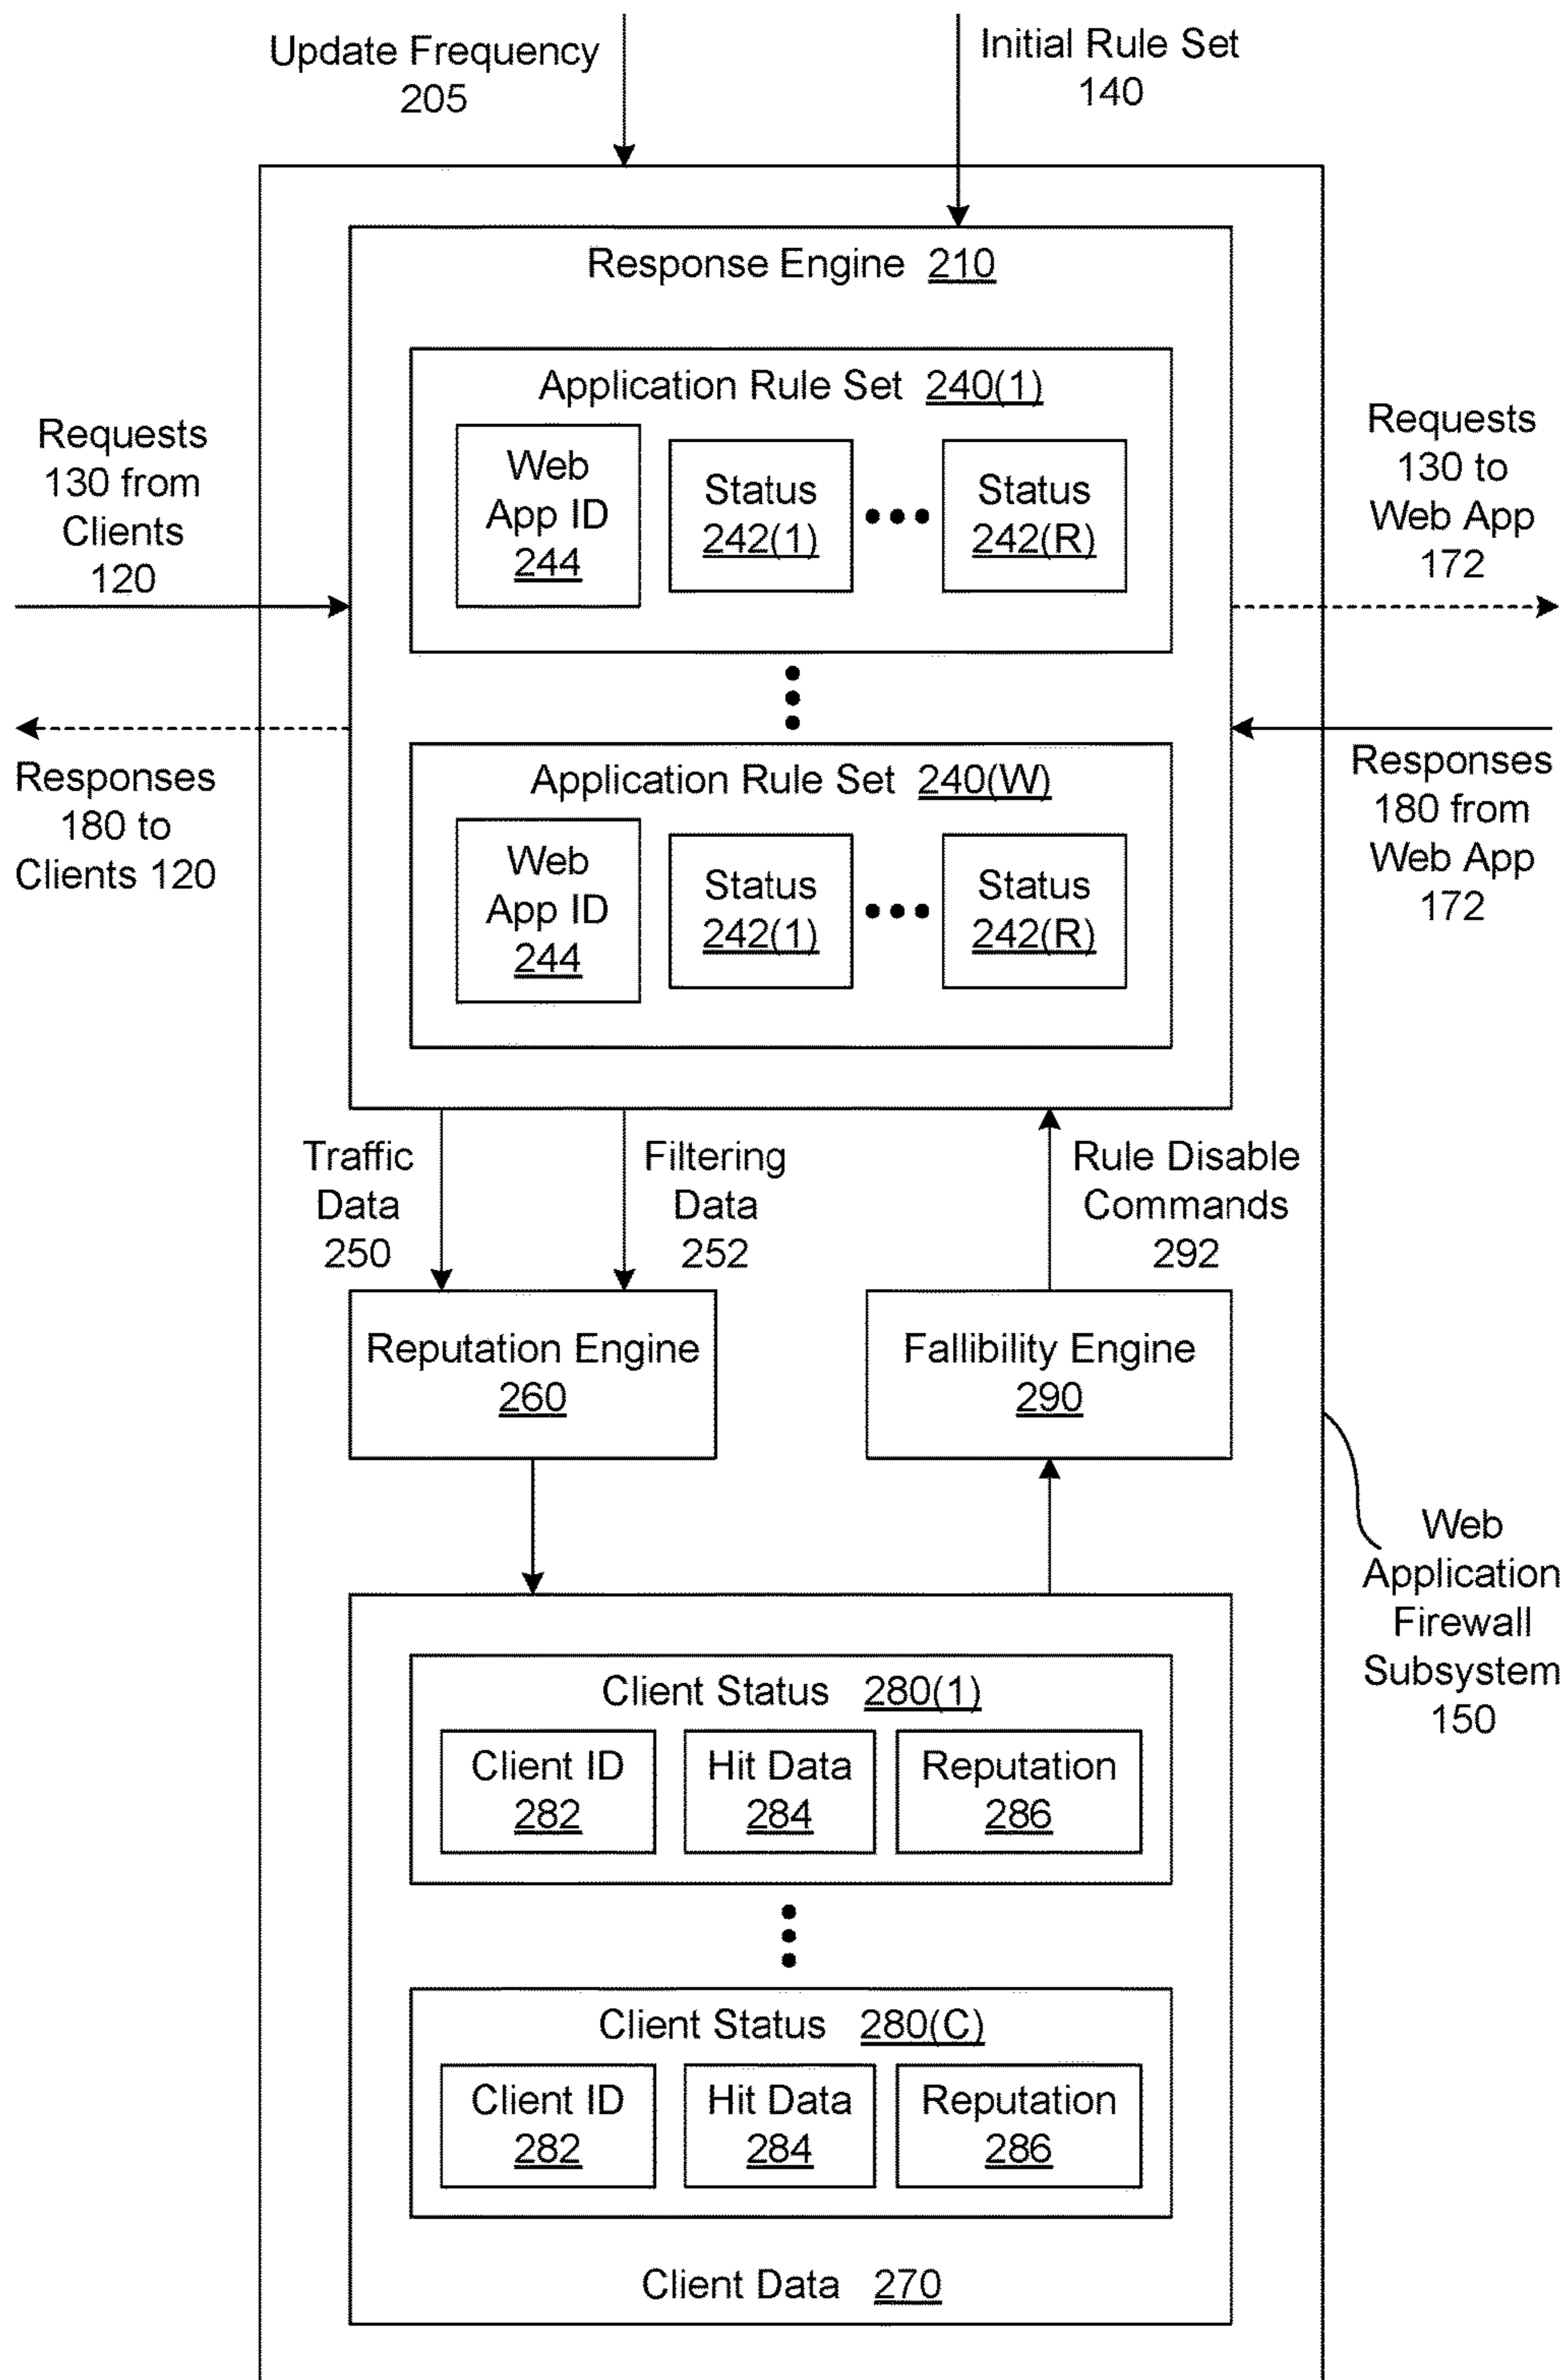 Update Frequency
205
Initial Rule Set
140
Response Engine 210
Application Rule Set 240(1)
Web
App ID
244
Status
242(1)
Status
242(R)
Requests
130 from
Clients
120
Requests
130 to
Web App
172
Responses
180 to
Clients 120
Responses
180 from
Web App
172
Application Rule Set 240(W)
Web
App ID
244
Status
242(1)
Status
242(R)
Traffic
Data
250
Filtering
Data
252
Rule Disable
Commands
292
Reputation Engine
260
Fallibility Engine
290
Web
Application
Firewall
Subsystem
150
Client Status 280(1)
Client ID
282
Hit Data
284
Reputation
286
Client Status 280(C)
Client ID
282
Hit Data
284
Reputation
286
Client Data 270